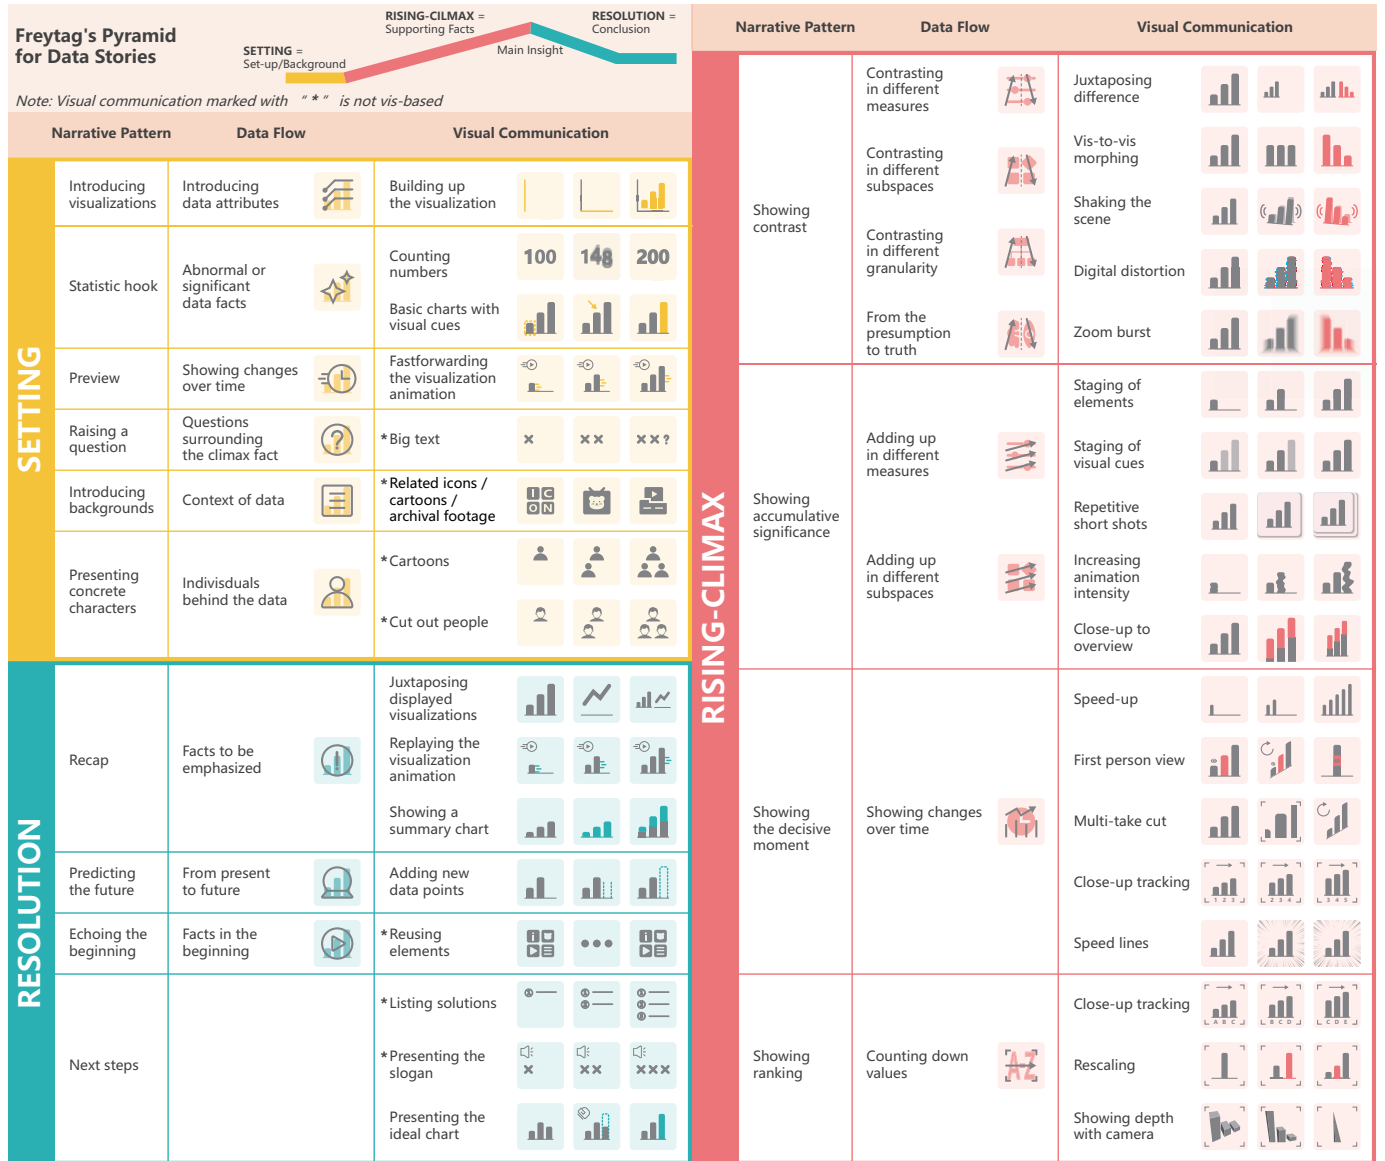 Freytag's Pyramid
for Data Stories
SETTING =
Set-up/Background
RISING-CILMAX =
Supporting Facts
Main Insight
RESOLUTION =
Conclusion
Note: Visual communication marked with "*" is not vis-based
Narrative Pattern
Data Flow
Visual Communication
SETTING
Introducing
visualizations
Introducing
data attributes
Building up
the visualization
Statistic hook
Abnormal or
significant
data facts
Counting
numbers
100
148
200
Basic charts with
visual cues
Preview
Showing changes
over time
Fastforwarding
the visualization
animation
Raising a
question
Questions
surrounding
the climax fact
?
*Big text
×
××
××?
Introducing
backgrounds
Context of data
*Related icons /
cartoons /
archival footage
IC
ON
Presenting
concrete
characters
Indivisduals
behind the data
*Cartoons
*Cut out people
RESOLUTION
Recap
Facts to be
emphasized
Juxtaposing
displayed
visualizations
Replaying the
visualization
animation
Showing a
summary chart
Predicting
the future
From present
to future
Adding new
data points
Echoing the
beginning
Facts in the
beginning
*Reusing
elements
Next steps
*Listing solutions
*Presenting the
slogan
×
××
×××
Presenting the
ideal chart
Narrative Pattern
Data Flow
Visual Communication
RISING-CLIMAX
Showing
contrast
Contrasting
in different
measures
Contrasting
in different
subspaces
Contrasting
in different
granularity
From the
presumption
to truth
Juxtaposing
difference
Vis-to-vis
morphing
Shaking the
scene
Digital distortion
Zoom burst
Showing
accumulative
significance
Adding up
in different
measures
Adding up
in different
subspaces
Staging of
elements
Staging of
visual cues
Repetitive
short shots
Increasing
animation
intensity
Close-up to
overview
Showing
the decisive
moment
Showing changes
over time
Speed-up
First person view
Multi-take cut
Close-up tracking
1 2 3
2 3 4
3 4 5
Speed lines
Showing
ranking
Counting down
values
AZ
Close-up tracking
A B C
B C D
C D E
Rescaling
Showing depth
with camera